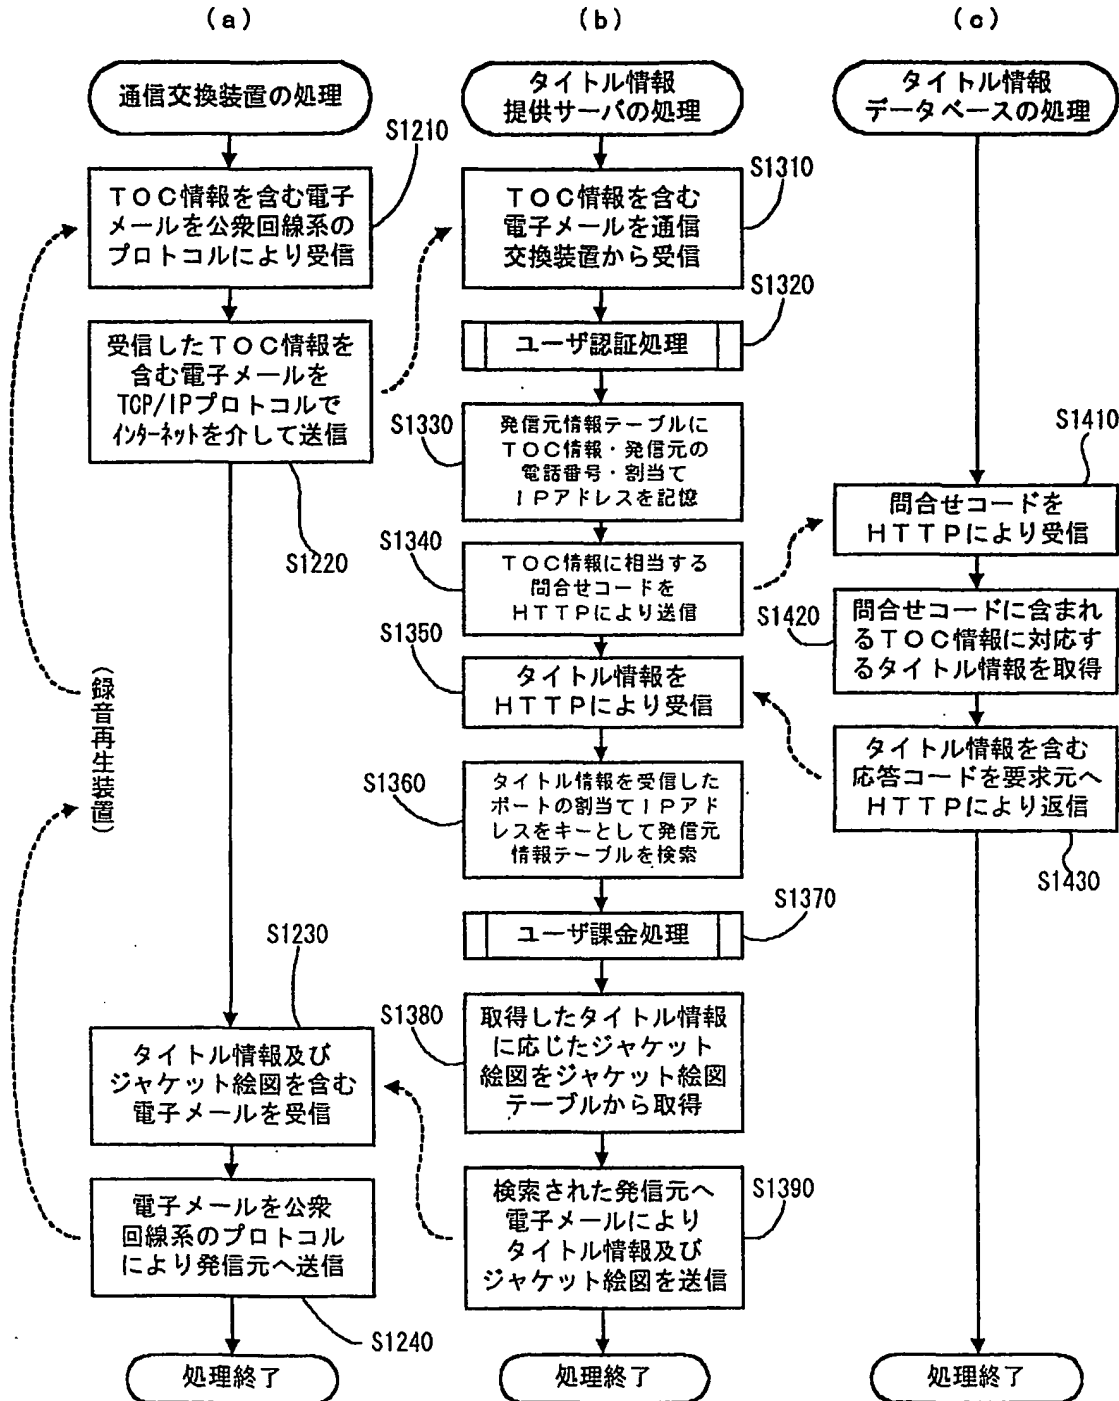 (a)
通信交換装置の処理
S1210
TOC情報を含む電子
メールを公衆回線系の
プロトコルにより受信
受信したTOC情報を
含む電子メールを
TCP/IPプロトコルで
インターネットを介して送信
S1220
(録音再生装置)
S1230
タイトル情報及び
ジャケット絵図を含む
電子メールを受信
電子メールを公衆
回線系のプロトコル
により発信元へ送信
S1240
処理終了
(b)
タイトル情報
提供サーバの処理
S1310
TOC情報を含む
電子メールを通信
交換装置から受信
S1320
ユーザ認証処理
S1330
発信元情報テーブルに
TOC情報・発信元の
電話番号・割当て
IPアドレスを記憶
S1340
TOC情報に相当する
問合せコードを
HTTPにより送信
S1350
タイトル情報を
HTTPにより受信
S1360
タイトル情報を受信した
ポートの割当てIPアド
レスをキーとして発信元
情報テーブルを検索
S1370
ユーザ課金処理
S1380
取得したタイトル情報
に応じたジャケット
絵図をジャケット絵図
テーブルから取得
S1390
検索された発信元へ
電子メールにより
タイトル情報及び
ジャケット絵図を送信
処理終了
(c)
タイトル情報
データベースの処理
S1410
問合せコードを
HTTPにより受信
S1420
問合せコードに含まれ
るTOC情報に対応す
るタイトル情報を取得
タイトル情報を含む
応答コードを要求元へ
HTTPにより返信
S1430
処理終了